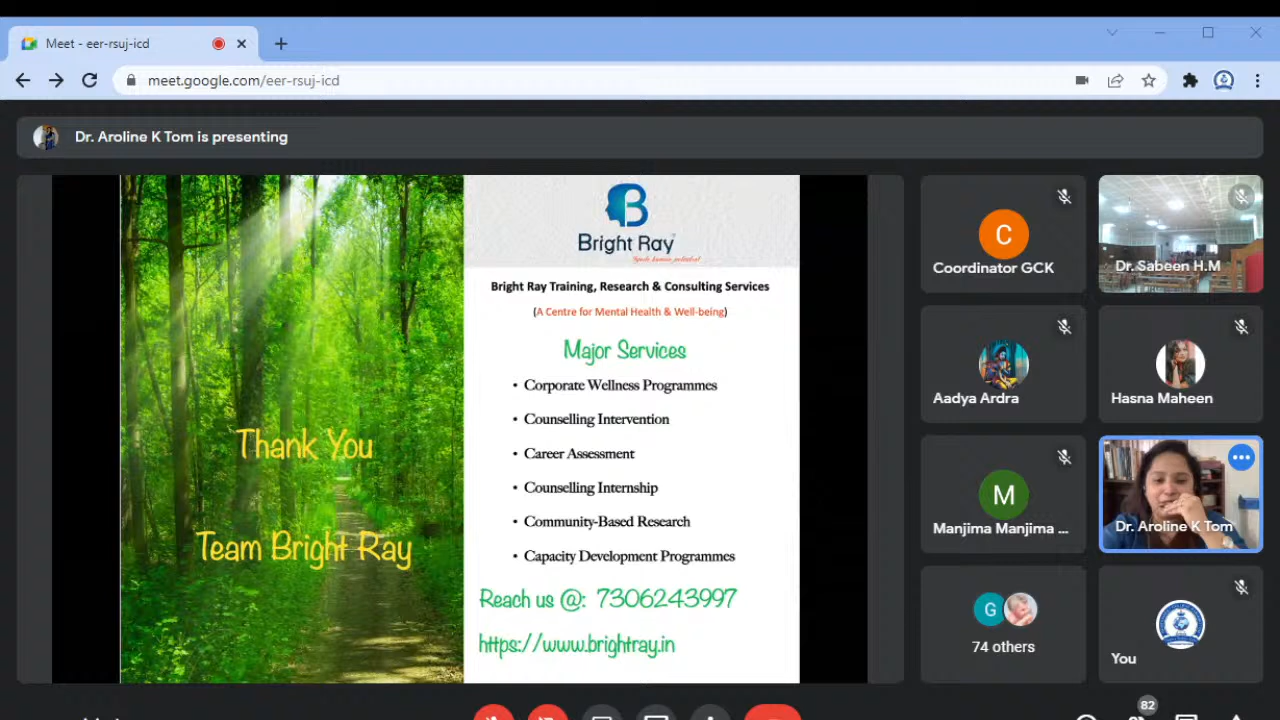 Meet - eer-rsuj-icd
meet.google.com/eer-rsuj-icd
Dr. Aroline K Tom is presenting
Thank You
Team Bright Ray
B
Bright Ray
Bright Ray Training, Research & Consulting Services
(A Centre for Mental Health & Well-being)
Major Services
• Corporate Wellness Programmes
• Counselling Intervention
• Career Assessment
• Counselling Internship
• Community-Based Research
• Capacity Development Programmes
Reach us @: 7306243997
https://www.brightray.in
C
Coordinator GCK
Dr. Sabeen H.M
Aadya Ardra
Hasna Maheen
M
Manjima Manjima ...
Dr. Aroline K Tom
G
74 others
You
82